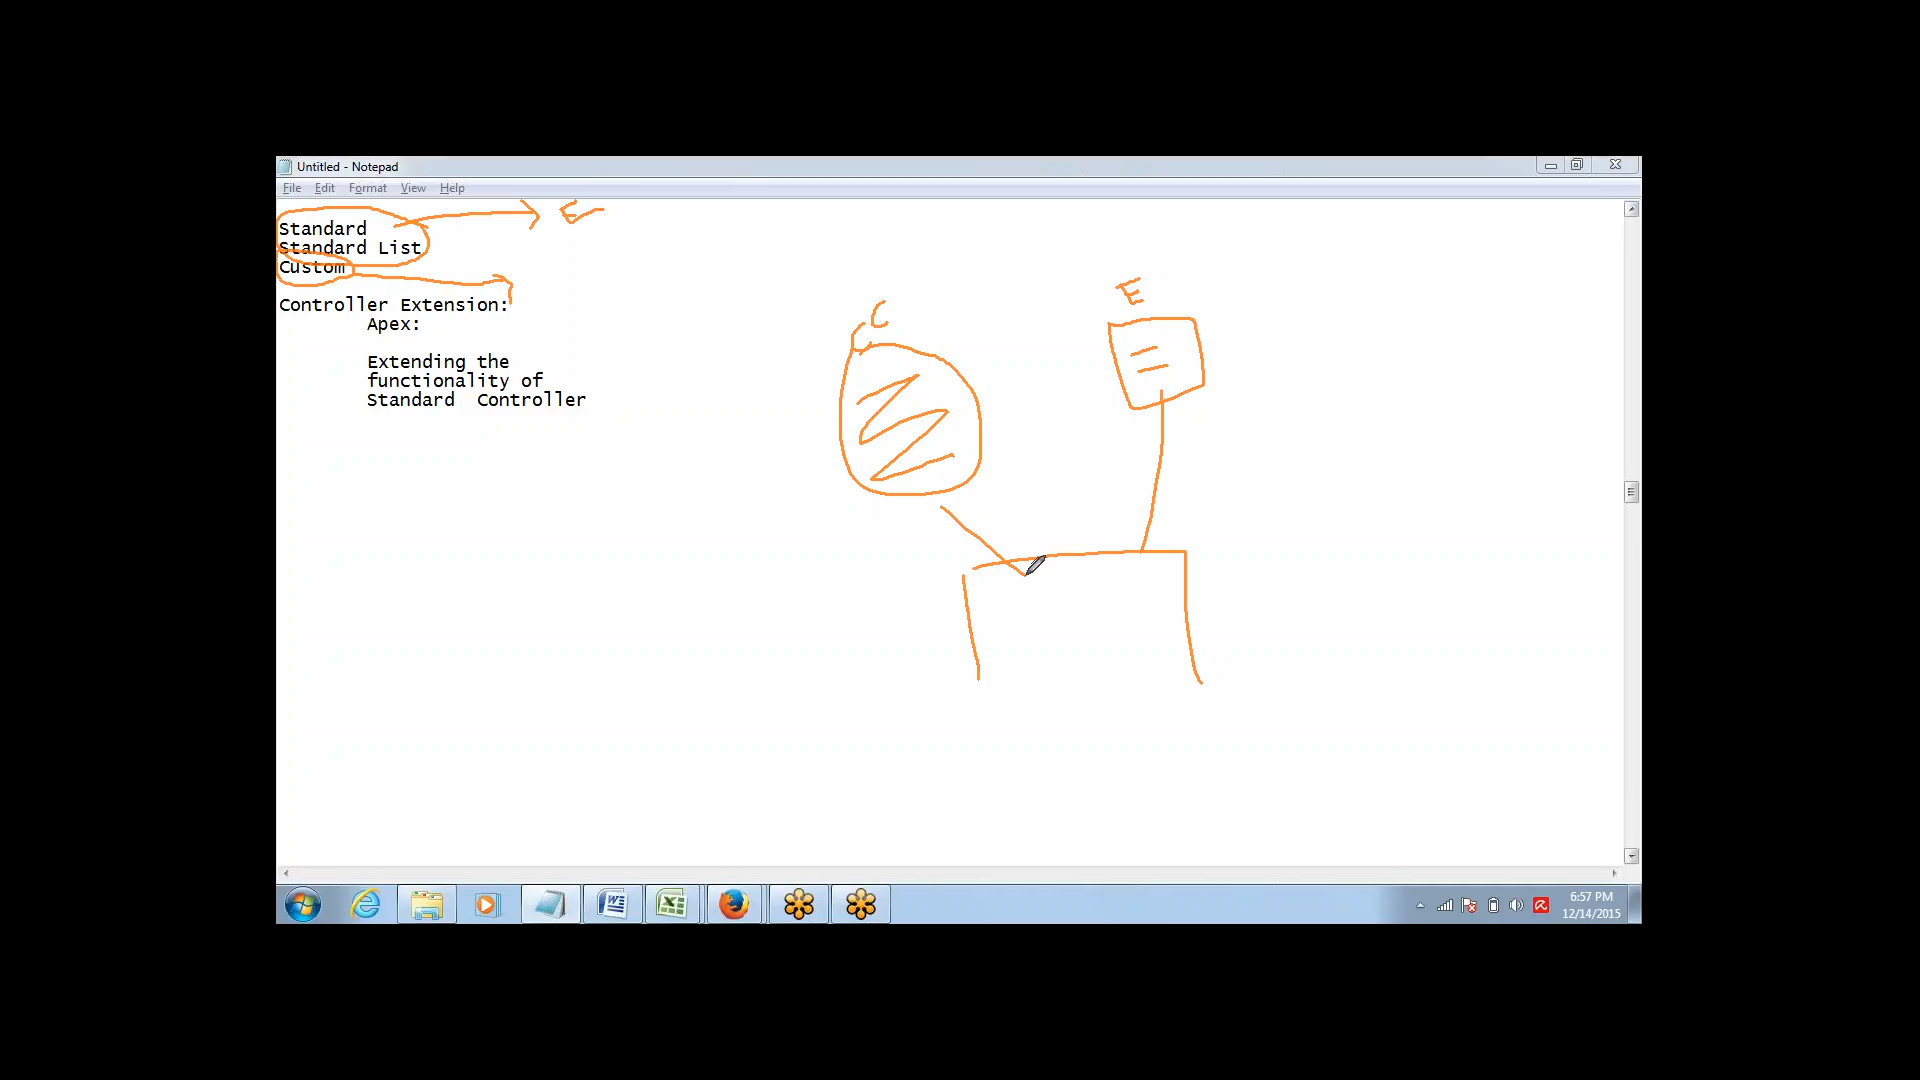 Untitled - Notepad
File Edit Format View Help
Standard
Standard List
Custom
E
Controller Extension:
Apex:
Extending the
functionality of
Standard Controller
C
E
6:57 PM
12/14/2015